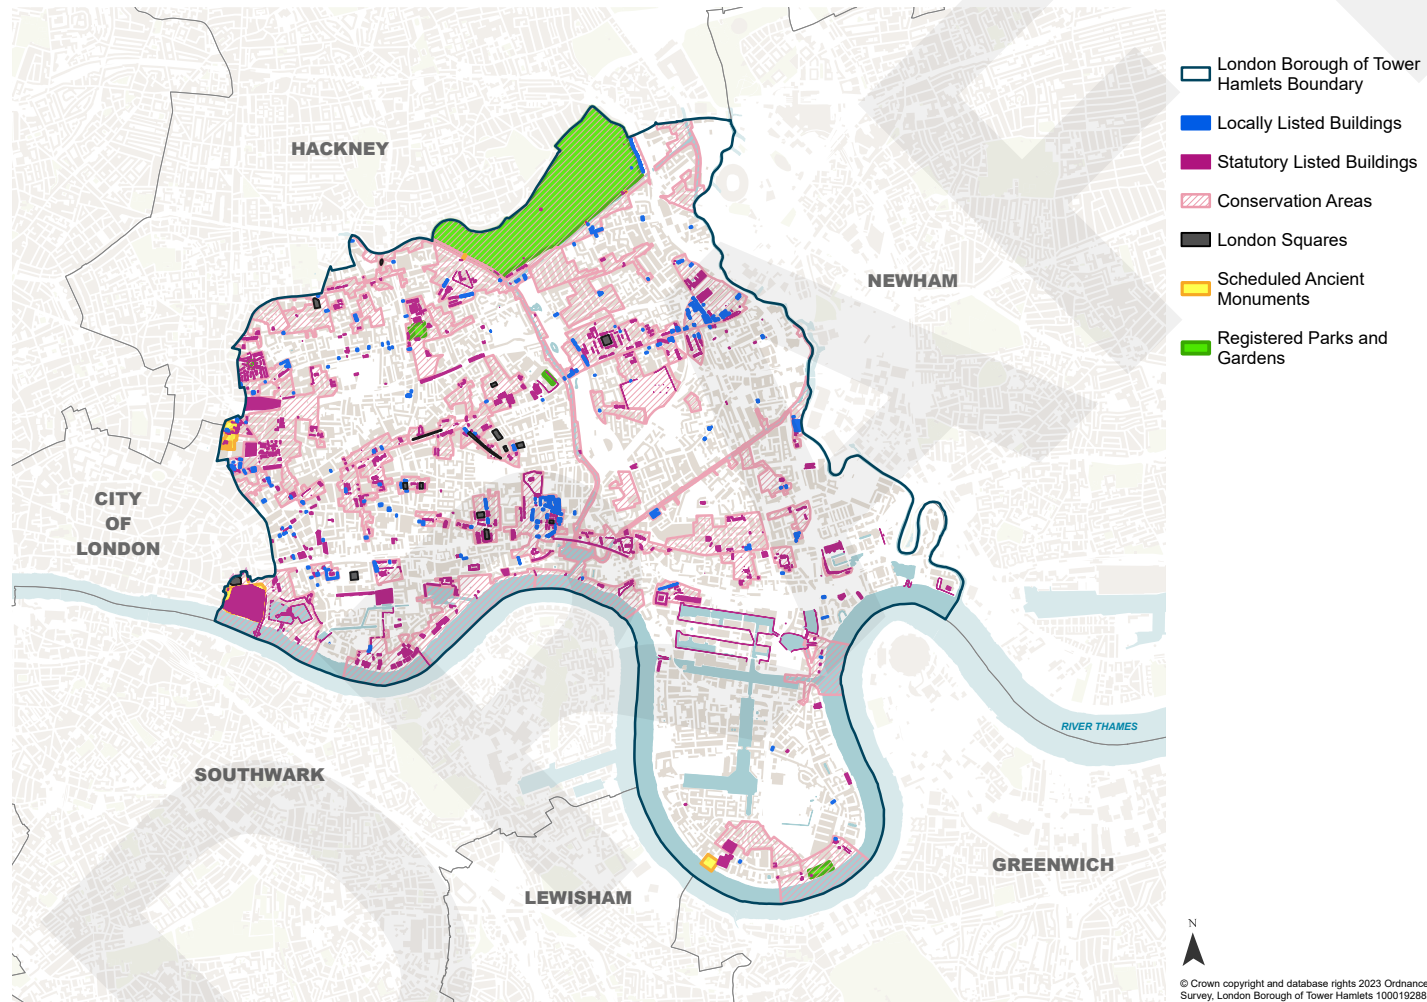 HACKNEY
NEWHAM
CITY
OF
LONDON
RIVER THAMES
SOUTHWARK
GREENWICH
LEWISHAM
London Borough of Tower
Hamlets Boundary
Locally Listed Buildings
Statutory Listed Buildings
Conservation Areas
London Squares
Scheduled Ancient
Monuments
Registered Parks and
Gardens
N
© Crown copyright and database rights 2023 Ordnance
Survey, London Borough of Tower Hamlets 100019288